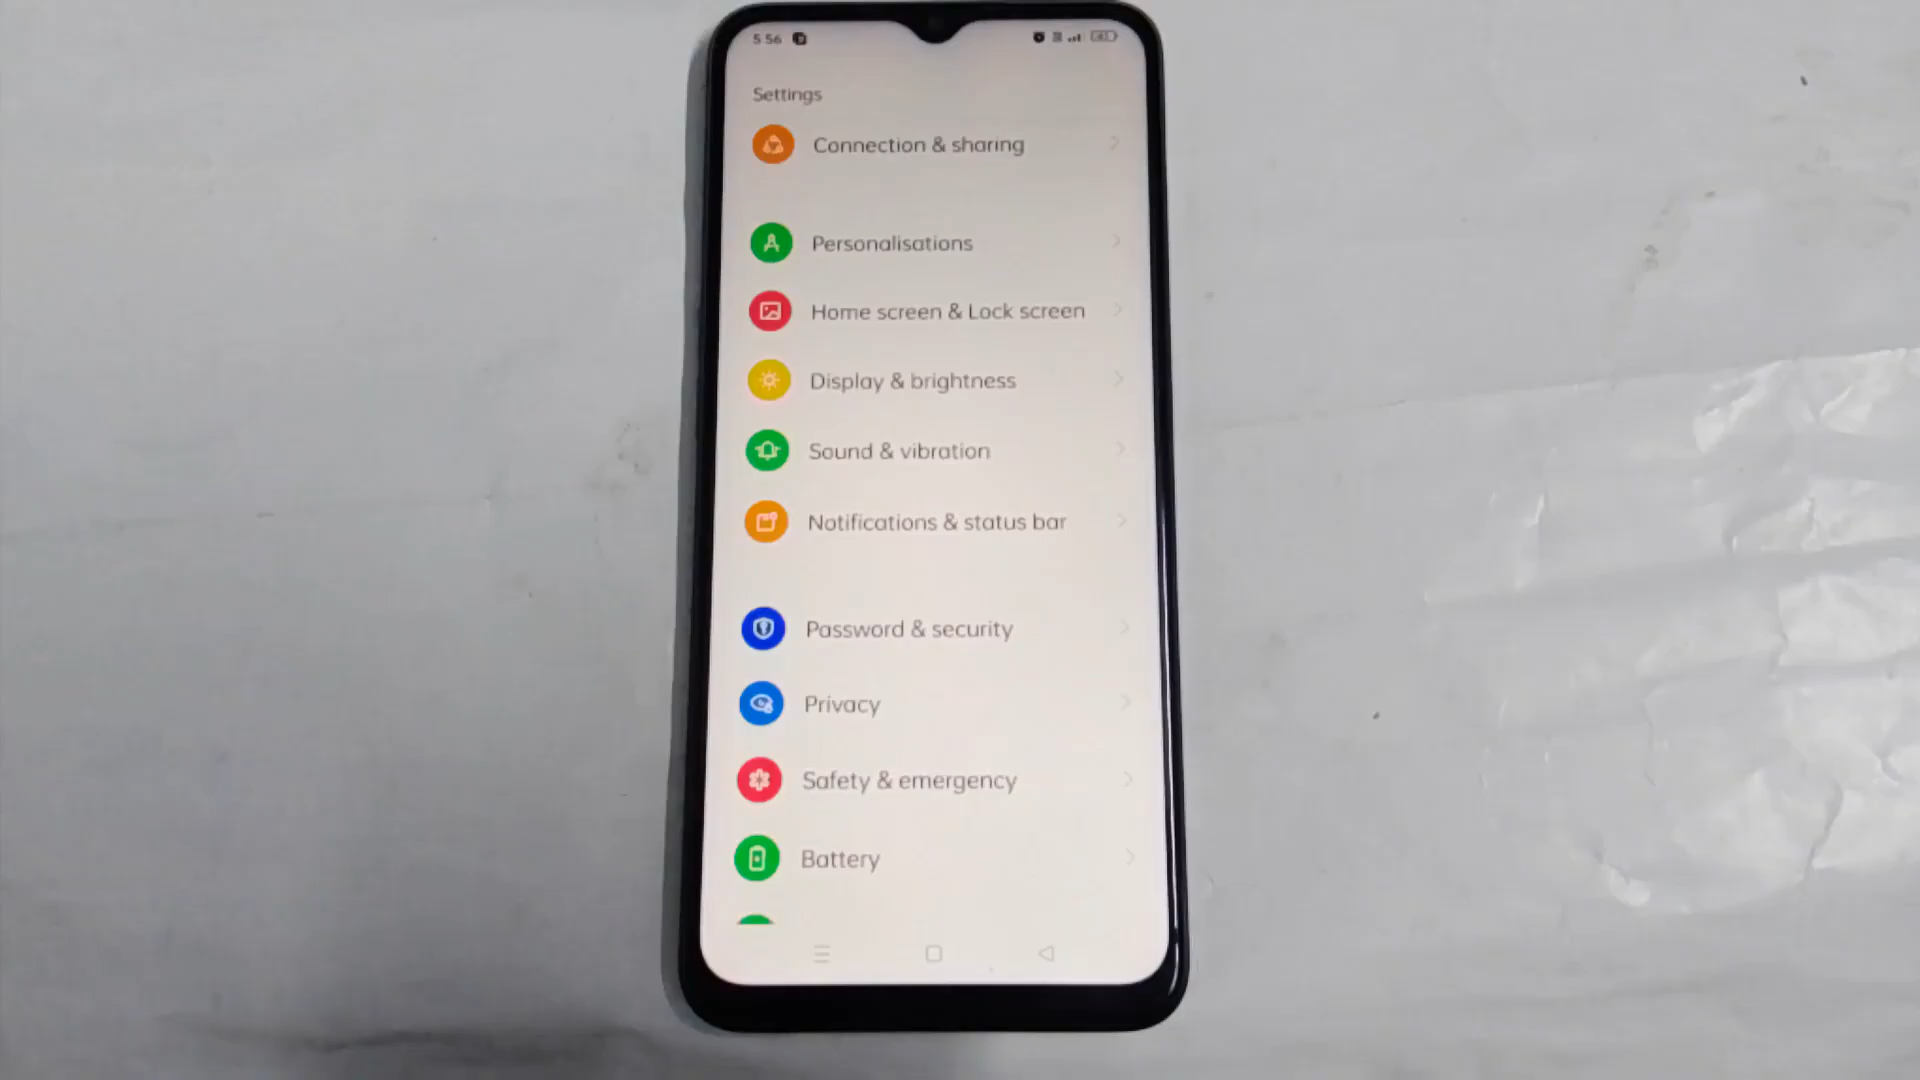 5 56
Settings
Connection & sharing
Personalisations
Home screen & Lock screen
Display & brightness
Sound & vibration
Notifications & status bar
Password & security
Privacy
Safety & emergency
Battery